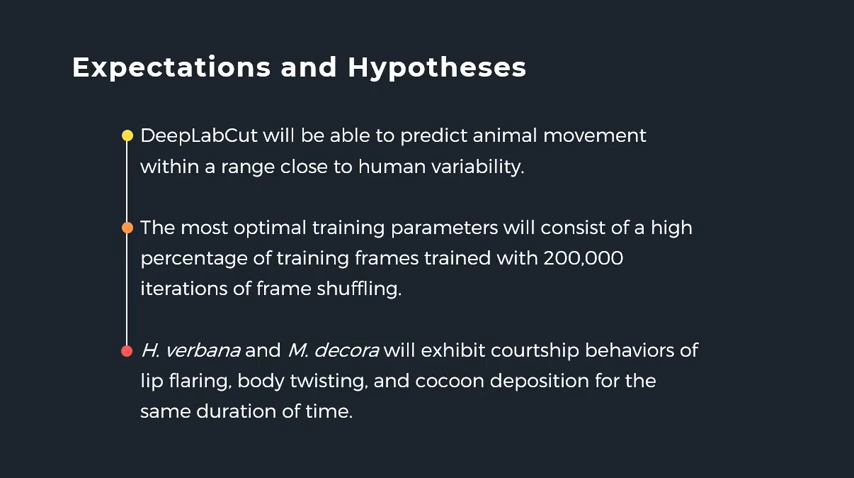 Expectations and Hypotheses
DeepLabCut will be able to predict animal movement
within a range close to human variability.
The most optimal training parameters will consist of a high
percentage of training frames trained with 200,000
iterations of frame shuffling.
H. verbana and M. decora will exhibit courtship behaviors of
lip flaring, body twisting, and cocoon deposition for the
same duration of time.